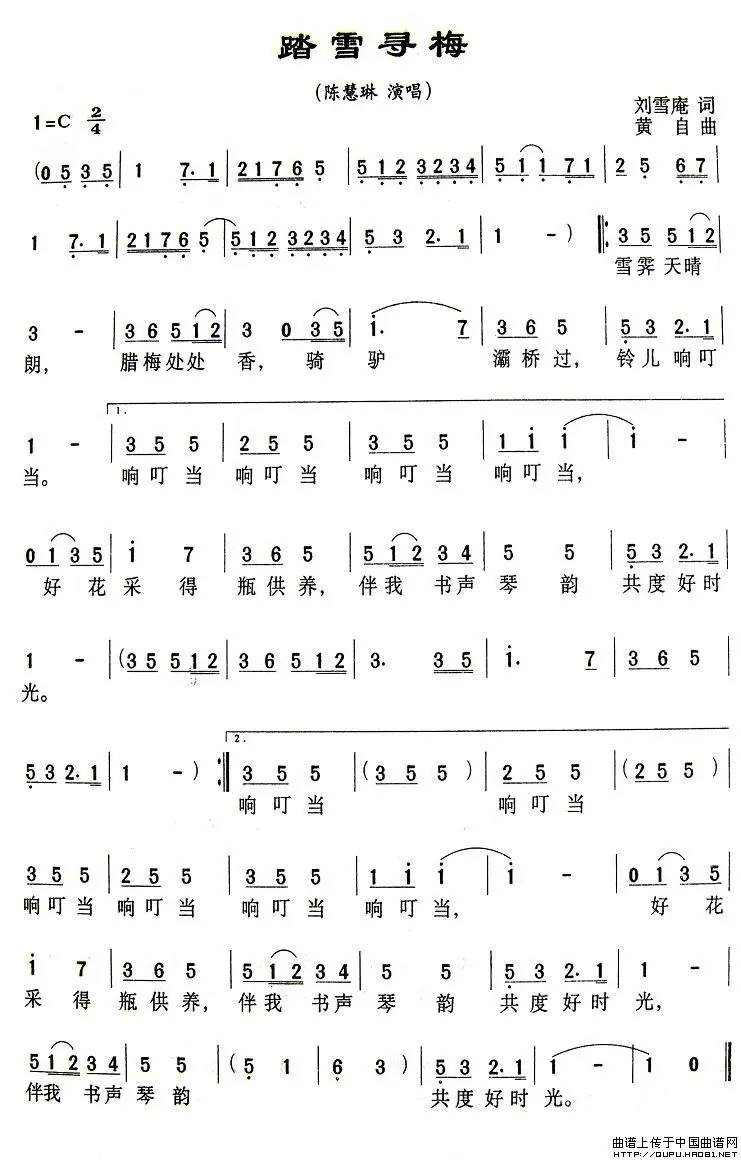 踏雪寻梅
(陈慧琳 演唱)
1=C 2/4
刘雪庵 词
黄 自 曲
(0 5 3 5 | 1 7. 1 | 2 1 7 6 5 | 5 1 2 3 2 3 4 | 5 1 1 7 1 | 2 5 6 7 |
1 7. 1 | 2 1 7 6 5 | 5 1 2 3 2 3 4 | 5 3 2. 1 | 1 - ) |: 3 5 5 1 2 |
雪霁天晴
3 - | 3 6 5 1 2 | 3 0 3 5 | i. 7 | 3 6 5 | 5 3 2. 1 |
朗, 腊梅处处 香, 骑 驴 灞桥过, 铃儿响叮
1.
1 - | 3 5 5 | 2 5 5 | 3 5 5 | 1 i i | i - |
当。 响叮当 响叮当 响叮当 响叮当,
0 1 3 5 | i 7 | 3 6 5 | 5 1 2 3 4 | 5 5 | 5 3 2. 1 |
好花 采 得 瓶供养, 伴我 书声 琴 韵 共度好时
1 - | (3 5 5 1 2 | 3 6 5 1 2 | 3. 3 5 | i. 7 | 3 6 5 |
光。
2.
5 3 2. 1 | 1 - ) :| 3 5 5 | (3 5 5) | 2 5 5 | (2 5 5) |
响叮当 响叮当
3 5 5 | 2 5 5 | 3 5 5 | 1 i i | i - | 0 1 3 5 |
响叮当 响叮当 响叮当 响叮当, 好 花
i 7 | 3 6 5 | 5 1 2 3 4 | 5 5 | 5 3 2. 1 | 1 - |
采 得 瓶供养, 伴我 书声 琴 韵 共度好时 光,
5 1 2 3 4 | 5 5 | (5 1 | 6 3) | 5 3 2. 1 | 1 - | 1 0 ||
伴我 书声 琴 韵 共度好时 光。
曲谱上传于中国曲谱网
http://QUPU.HAO81.NET